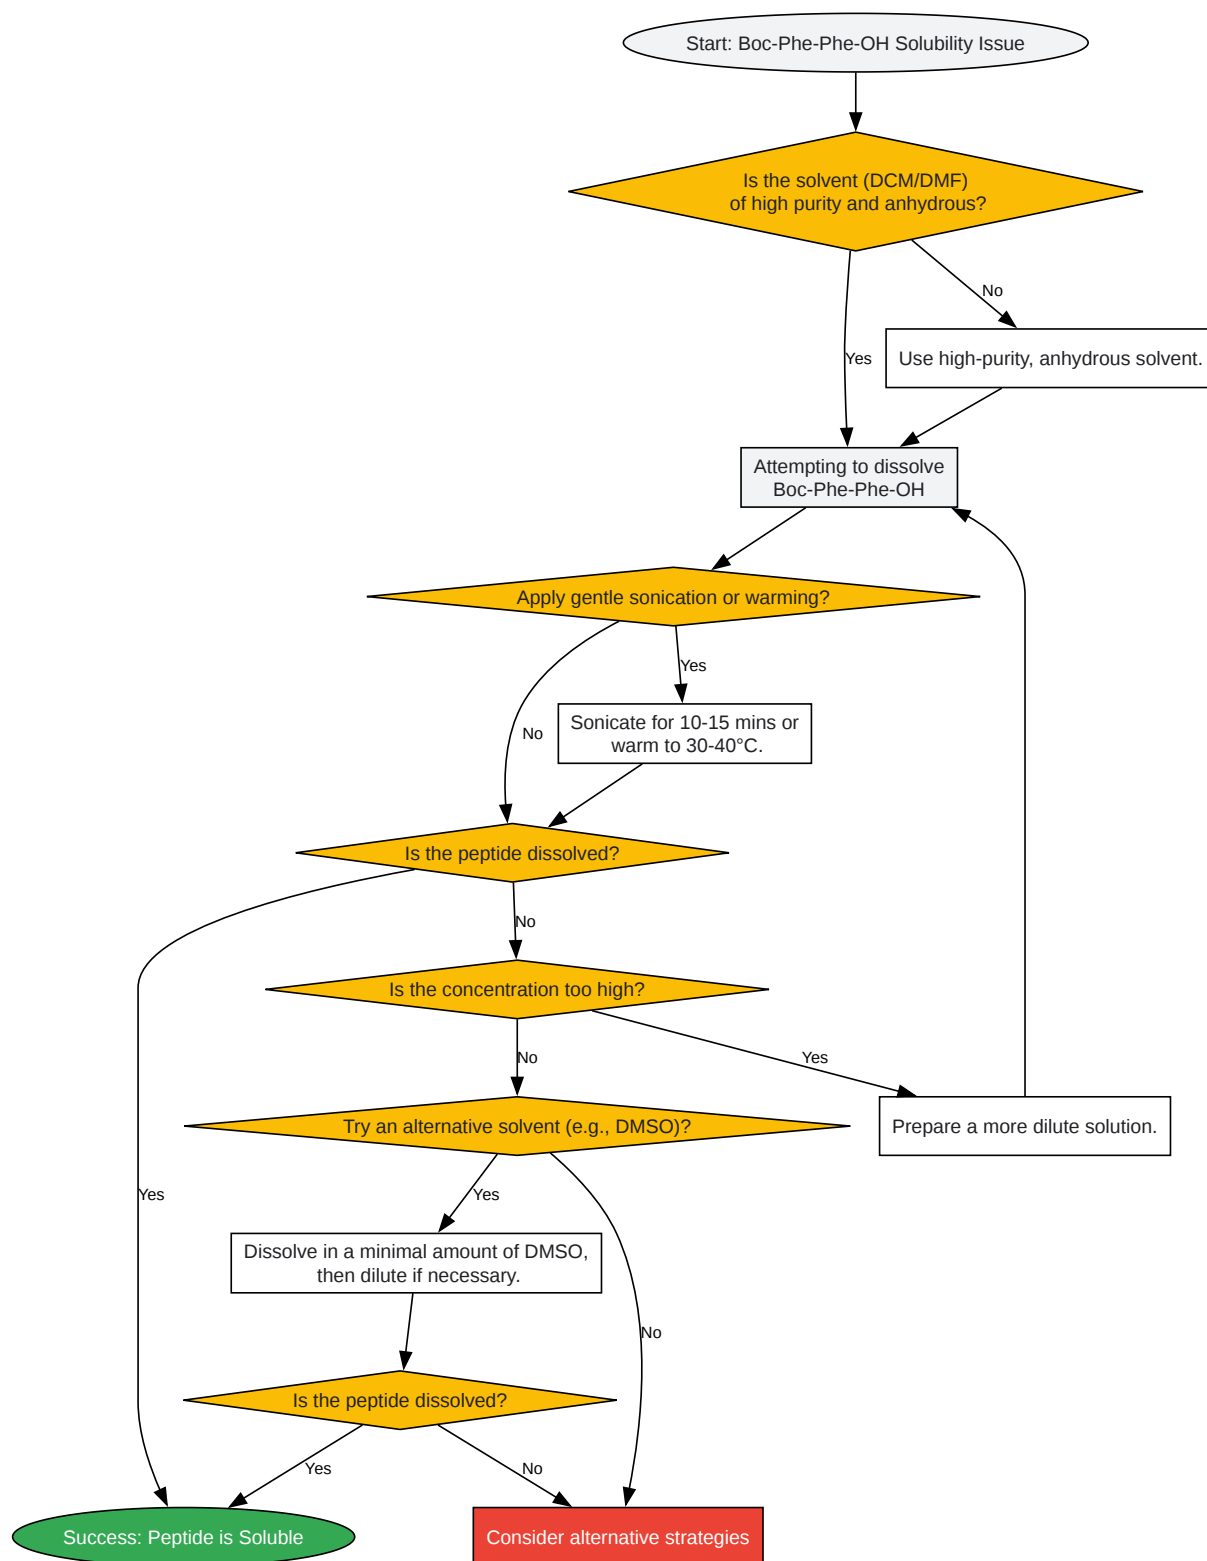 Start: Boc-Phe-Phe-OH Solubility Issue
Is the solvent (DCM/DMF)
of high purity and anhydrous?
No
Yes
Use high-purity, anhydrous solvent.
Attempting to dissolve
Boc-Phe-Phe-OH
Apply gentle sonication or warming?
Yes
No
Sonicate for 10-15 mins or
warm to 30-40°C.
Is the peptide dissolved?
No
Is the concentration too high?
No
Yes
Try an alternative solvent (e.g., DMSO)?
Prepare a more dilute solution.
Yes
Yes
Dissolve in a minimal amount of DMSO,
then dilute if necessary.
No
Is the peptide dissolved?
Yes
No
Success: Peptide is Soluble
Consider alternative strategies